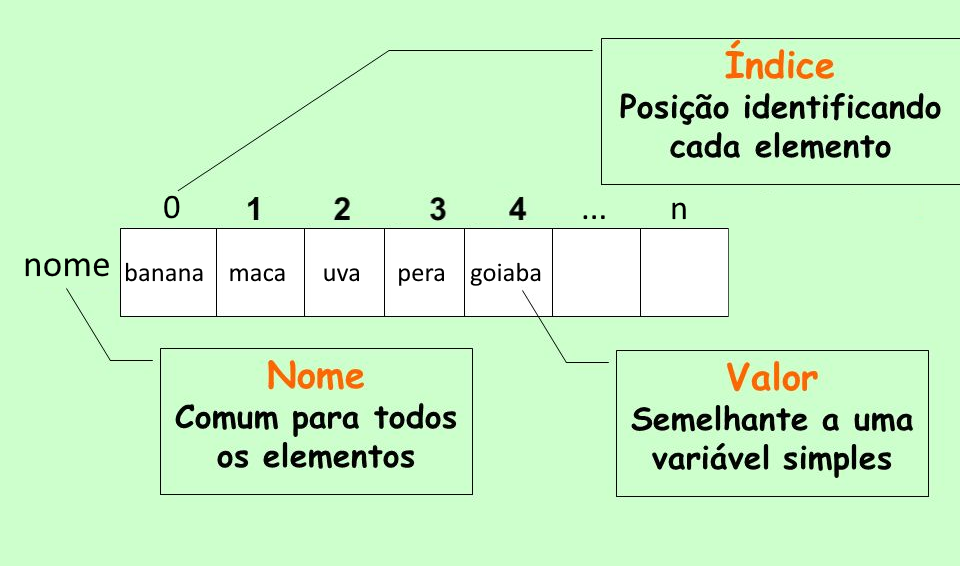 Índice
Posição identificando
cada elemento
0 1 2 3 4 ... n
nome banana maca uva pera goiaba
Nome
Comum para todos
os elementos
Valor
Semelhante a uma
variável simples